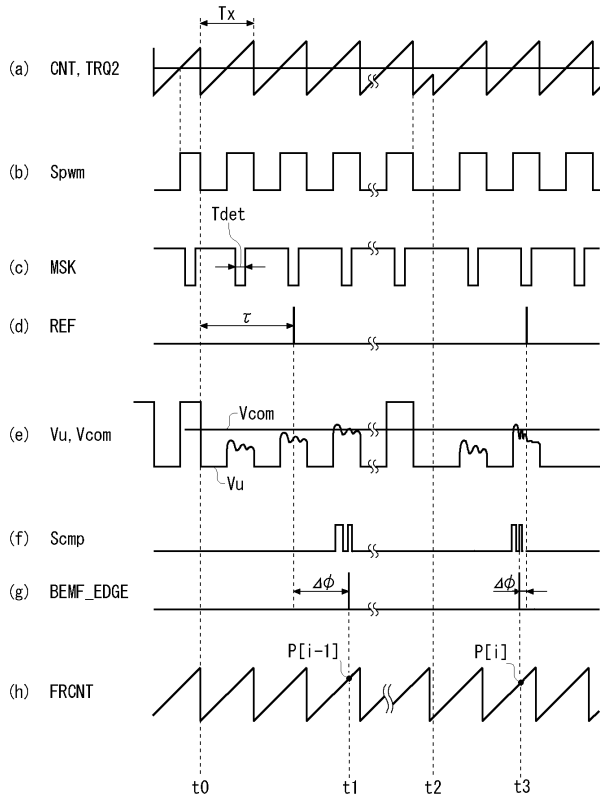 Tx
(a) CNT, TRQ2
(b) Spwm
Tdet
(c) MSK
(d) REF
τ
Vcom
(e) Vu, Vcom
Vu
(f) Scmp
(g) BEMF_EDGE
Δϕ
Δϕ
P[i-1]
P[i]
(h) FRCNT
t0 t1 t2 t3